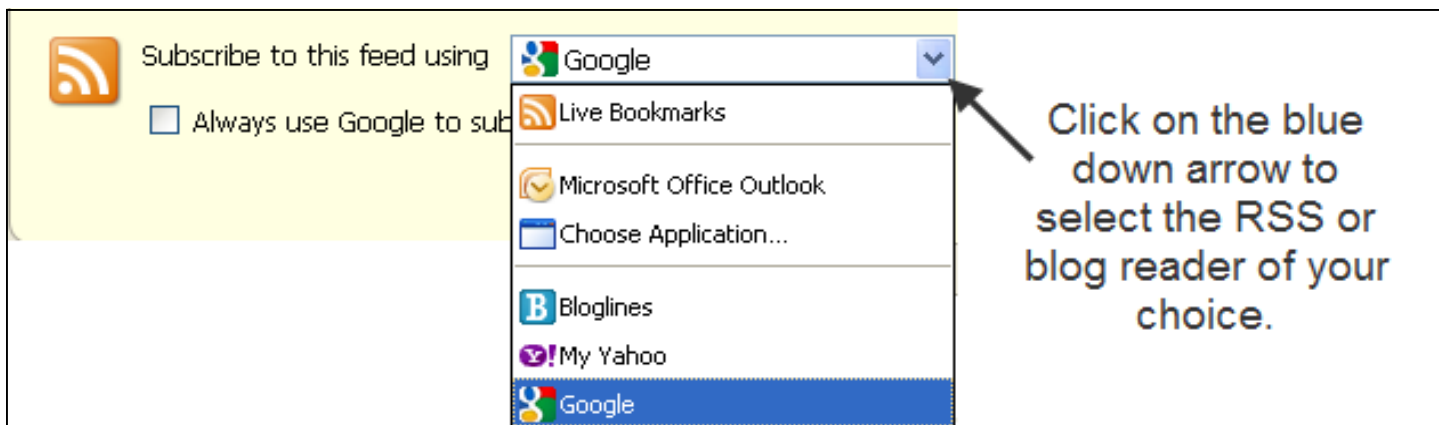 Subscribe to this feed using
Google
Always use Google to sub
Live Bookmarks
Microsoft Office Outlook
Choose Application...
Bloglines
My Yahoo
Google
Click on the blue
down arrow to
select the RSS or
blog reader of your
choice.